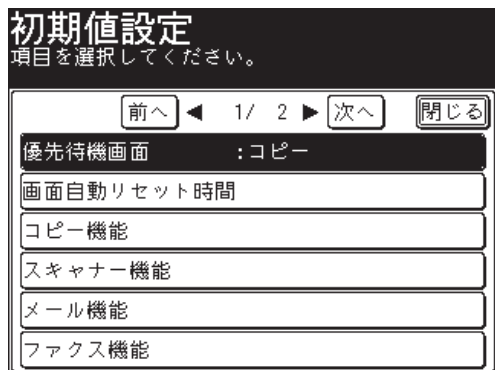 初期値設定
項目を選択してください。
前へ ◀ 1/ 2 ▶ 次へ 閉じる
優先待機画面 :コピー
画面自動リセット時間
コピー機能
スキャナー機能
メール機能
ファクス機能